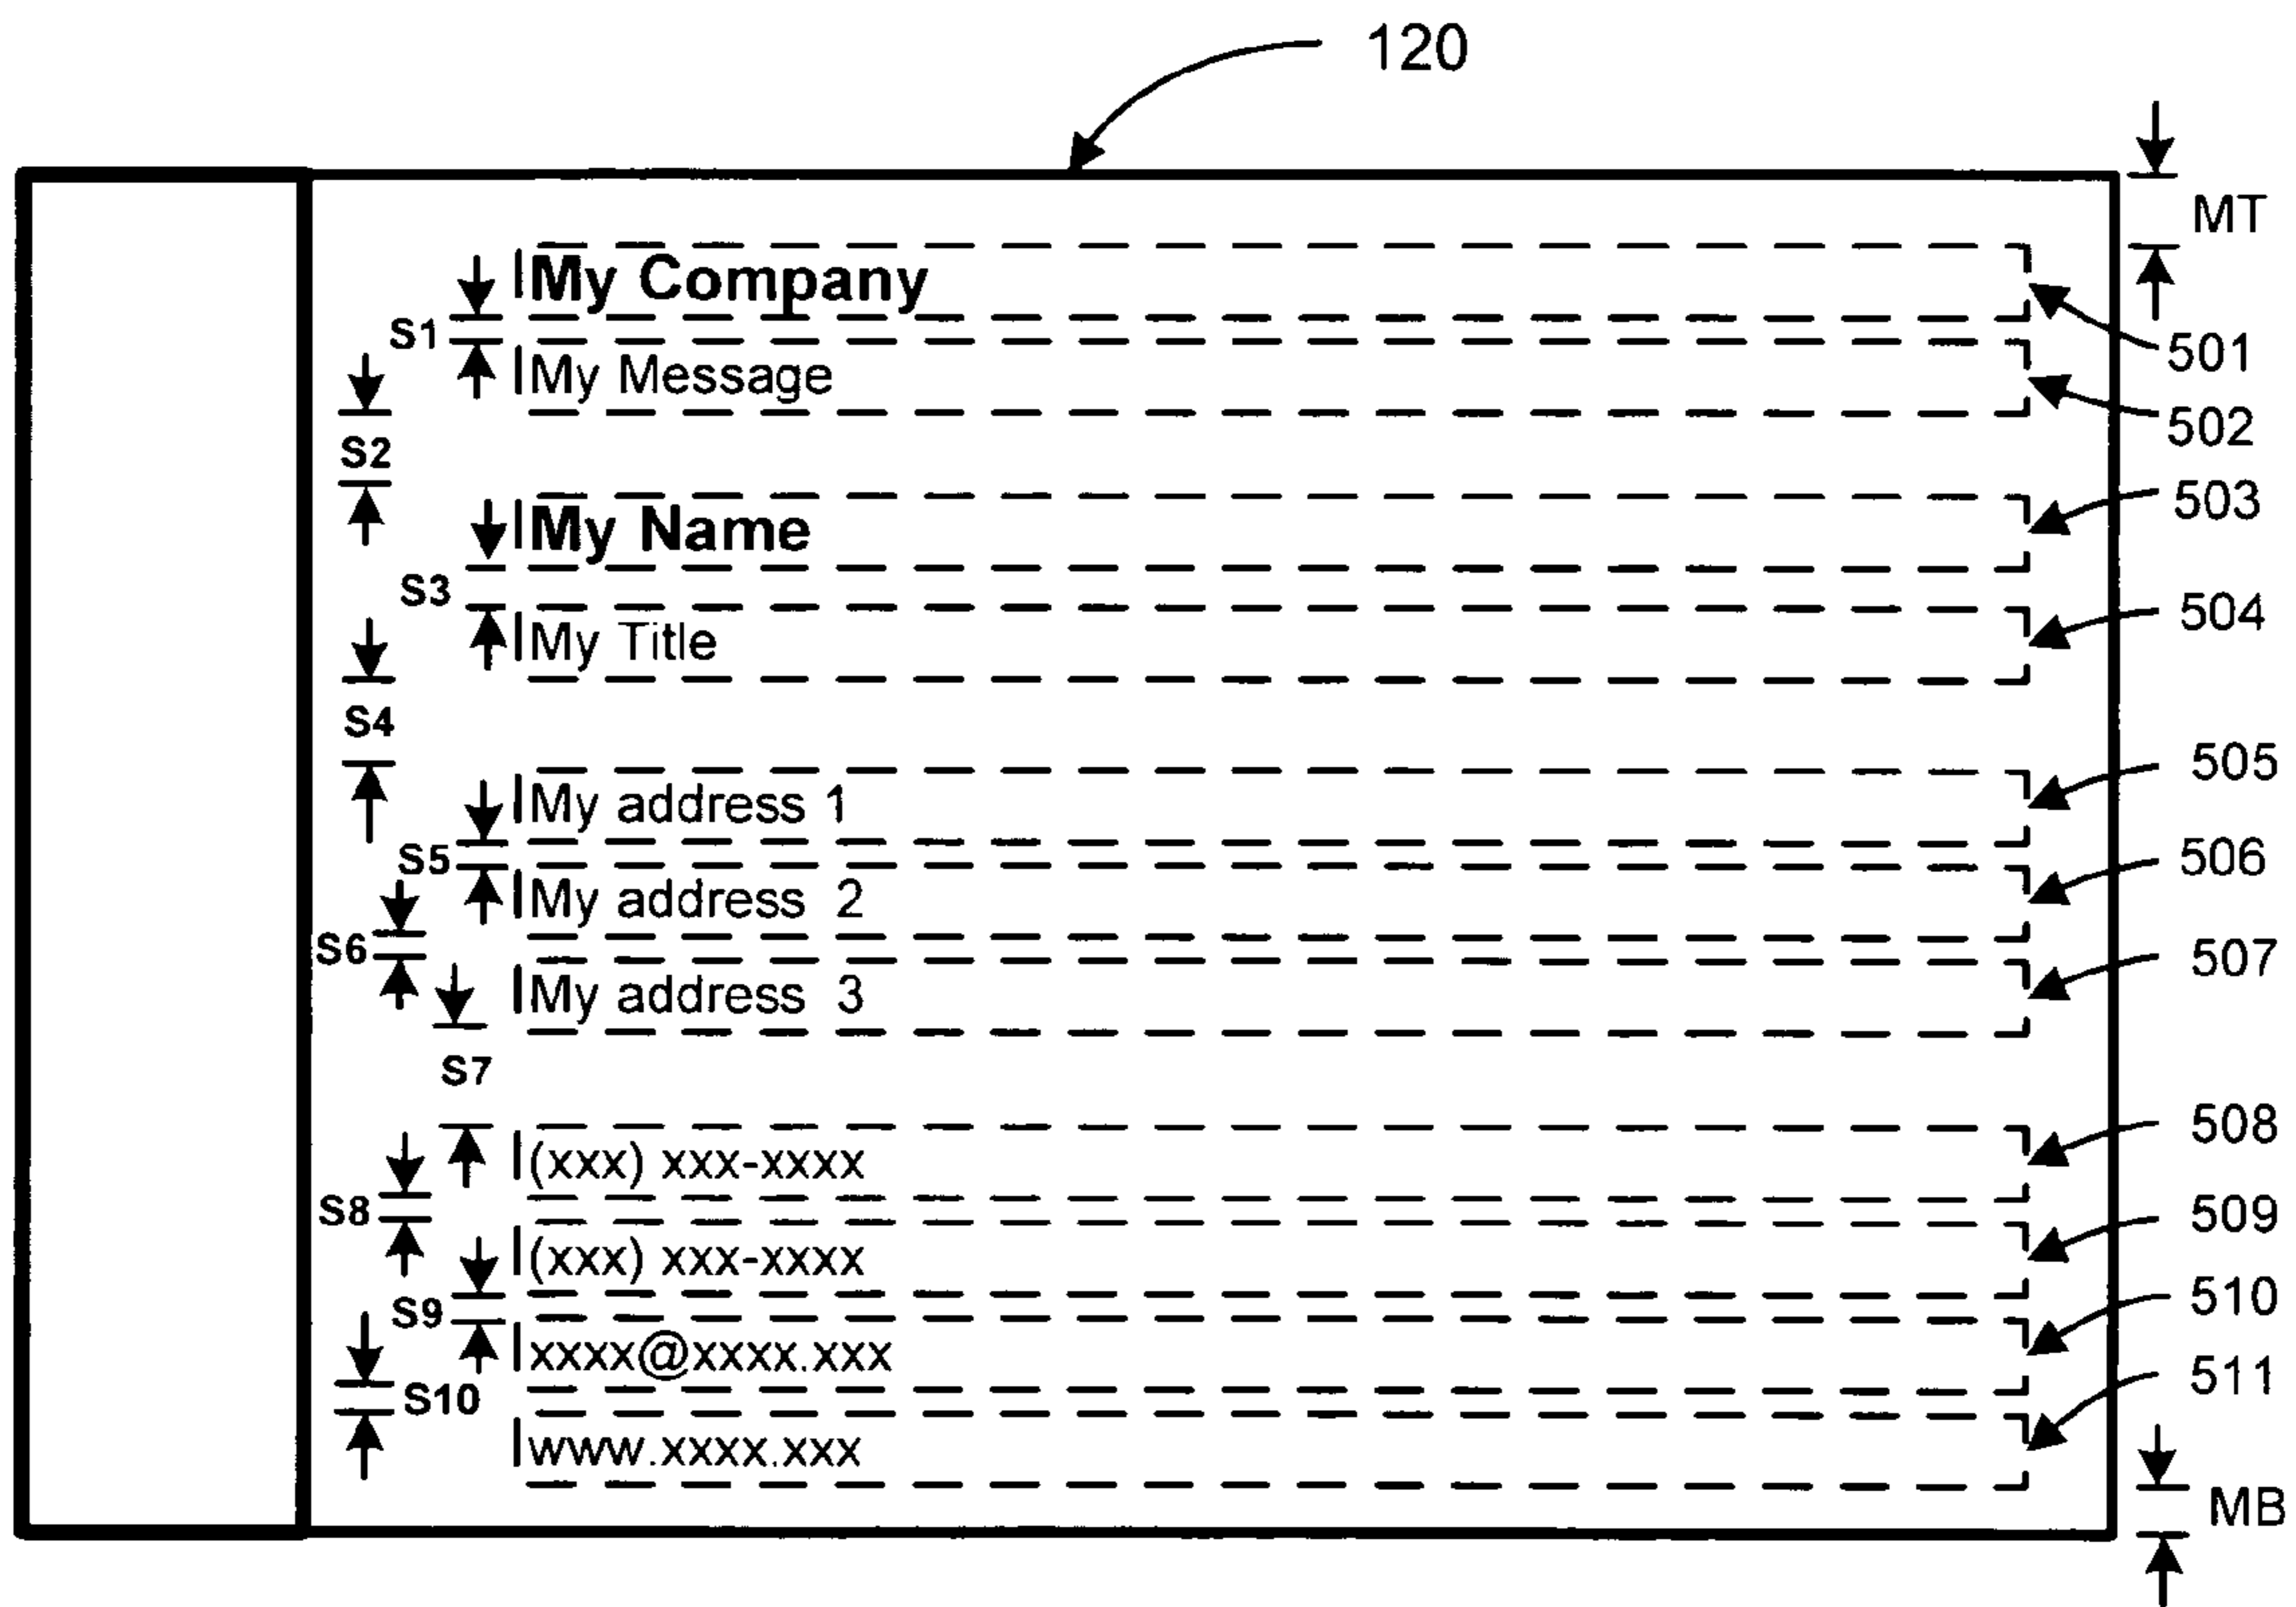 120
MT
My Company
S1
501
My Message
502
S2
503
My Name
S3
504
My Title
S4
505
My address 1
S5
506
My address 2
S6
507
My address 3
S7
508
(xxx) xxx-xxxx
S8
509
(xxx) xxx-xxxx
S9
510
xxxx@xxxx.xxx
S10
511
www.xxxx.xxx
MB